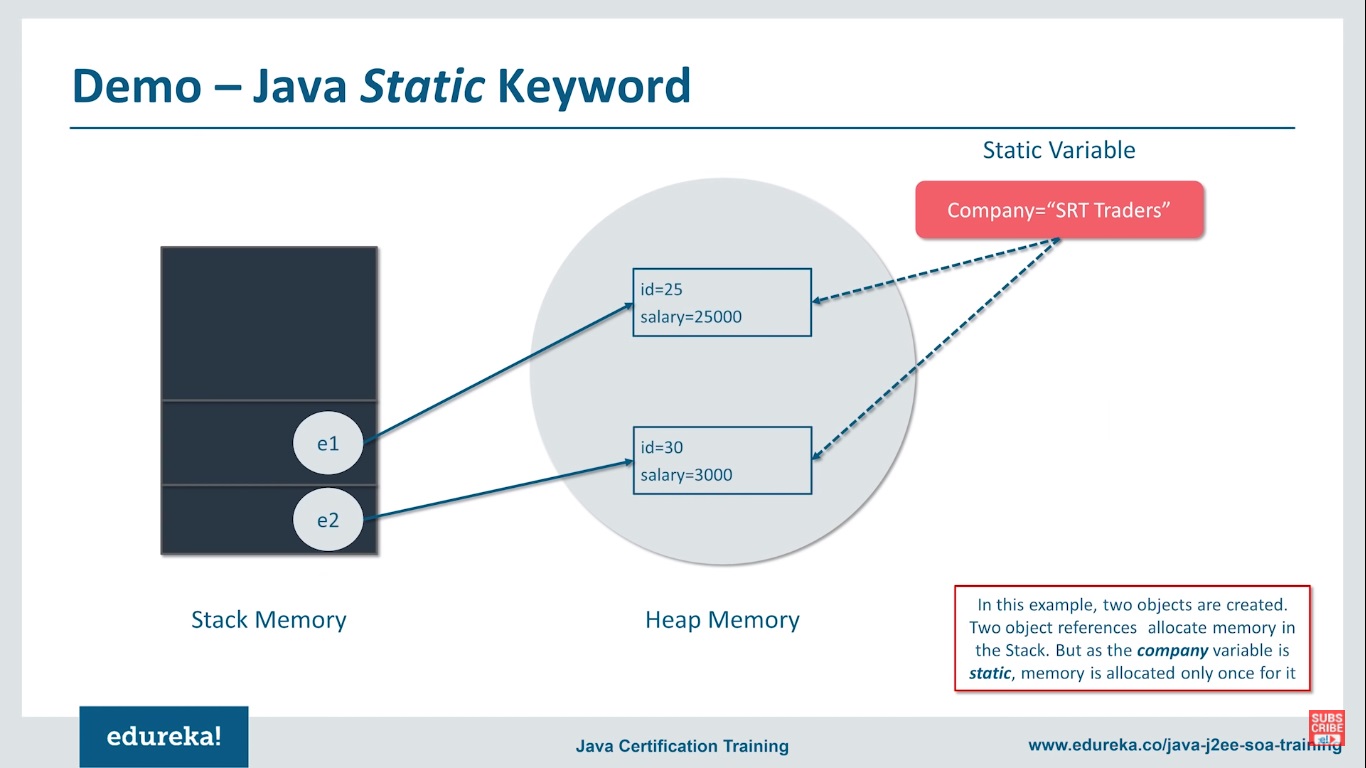 Demo – Java Static Keyword
Static Variable
Company=“SRT Traders”
id=25
salary=25000
e1
id=30
salary=3000
e2
Stack Memory
Heap Memory
In this example, two objects are created.
Two object references allocate memory in
the Stack. But as the company variable is
static, memory is allocated only once for it
edureka!
Java Certification Training
www.edureka.co/java-j2ee-soa-training
SUBS
CRIBE